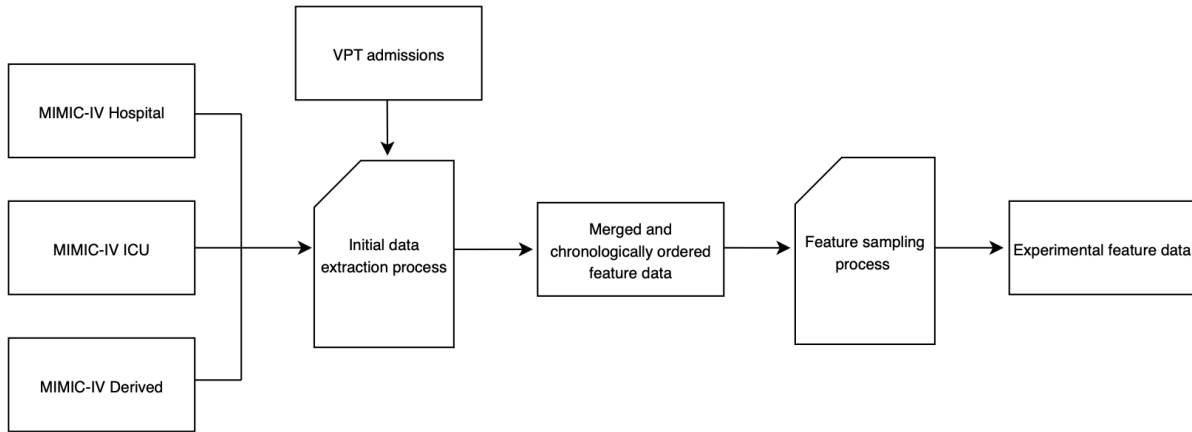 VPT admissions
MIMIC-IV Hospital
MIMIC-IV ICU
MIMIC-IV Derived
Initial data
extraction process
Merged and
chronologically ordered
feature data
Feature sampling
process
Experimental feature data